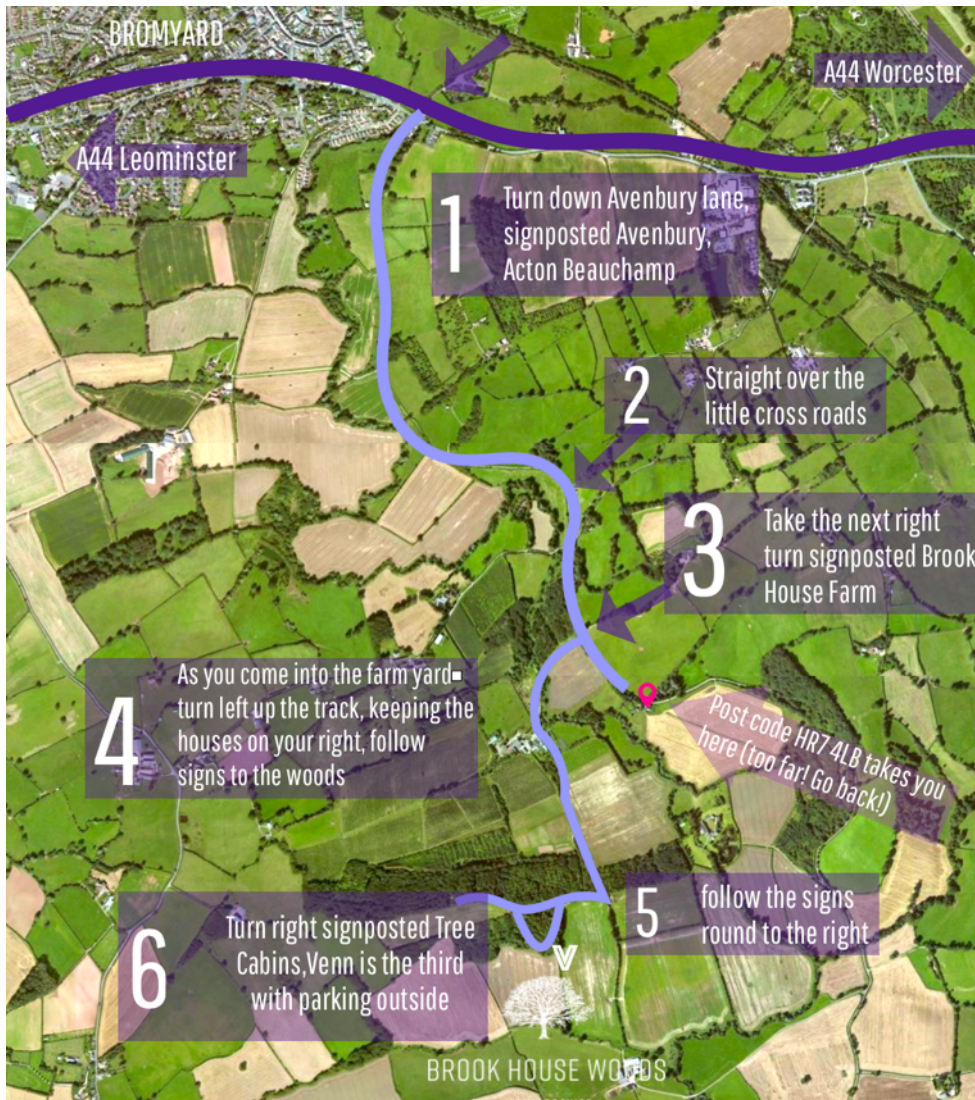 BROMYARD
A44 Worcester
A44 Leominster
1
Turn down Avenbury lane,
signposted Avenbury,
Acton Beauchamp
2
Straight over the
little cross roads
3
Take the next right
turn signposted Brook
House Farm
4
As you come into the farm yard-
turn left up the track, keeping the
houses on your right, follow
signs to the woods
Post code HR7 4LB takes you
here (too far! Go back!)
5
follow the signs
round to the right
6
Turn right signposted Tree
Cabins,Venn is the third
with parking outside
V
BROOK HOUSE WOODS